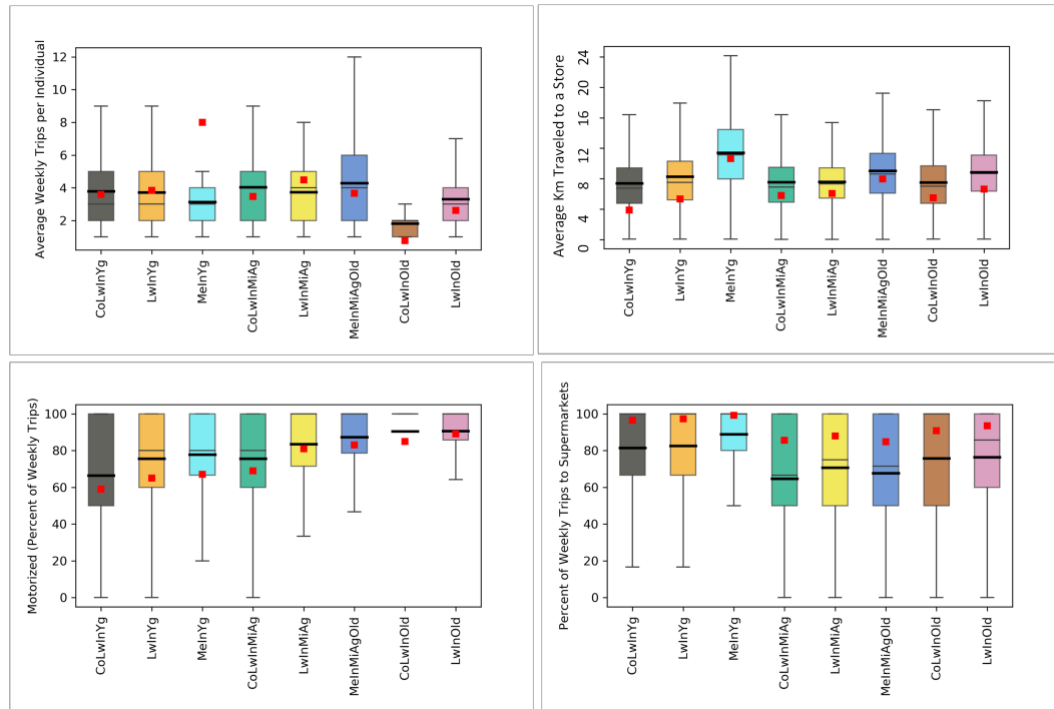 Average Weekly Trips per Individual
12
10
8
6
4
2
CoLwInYg
LwInYg
MeInYg
CoLwInMiAg
LwInMiAg
MeInMiAgOld
CoLwInOld
LwInOld
Average Km Traveled to a Store
24
20
16
12
8
4
0
CoLwInYg
LwInYg
MeInYg
CoLwInMiAg
LwInMiAg
MeInMiAgOld
CoLwInOld
LwInOld
Motorized (Percent of Weekly Trips)
100
80
60
40
20
0
CoLwInYg
LwInYg
MeInYg
CoLwInMiAg
LwInMiAg
MeInMiAgOld
CoLwInOld
LwInOld
Percent of Weekly Trips to Supermarkets
100
80
60
40
20
0
CoLwInYg
LwInYg
MeInYg
CoLwInMiAg
LwInMiAg
MeInMiAgOld
CoLwInOld
LwInOld